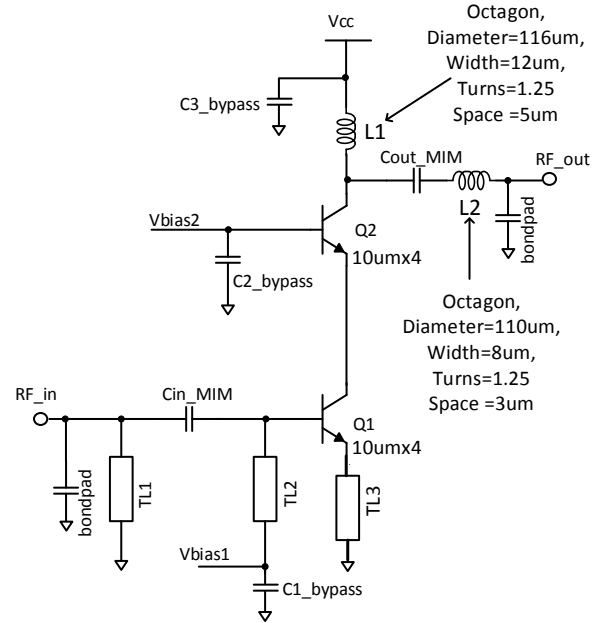 Octagon,
Diameter=116um,
Width=12um,
Turns=1.25
Space =5um
Vcc
C3_bypass
L1
Cout_MIM
RF_out
L2
bondpad
Vbias2
Q2
10umx4
C2_bypass
Octagon,
Diameter=110um,
Width=8um,
Turns=1.25
Space =3um
RF_in
Cin_MIM
Q1
10umx4
bondpad
TL1
TL2
TL3
Vbias1
C1_bypass